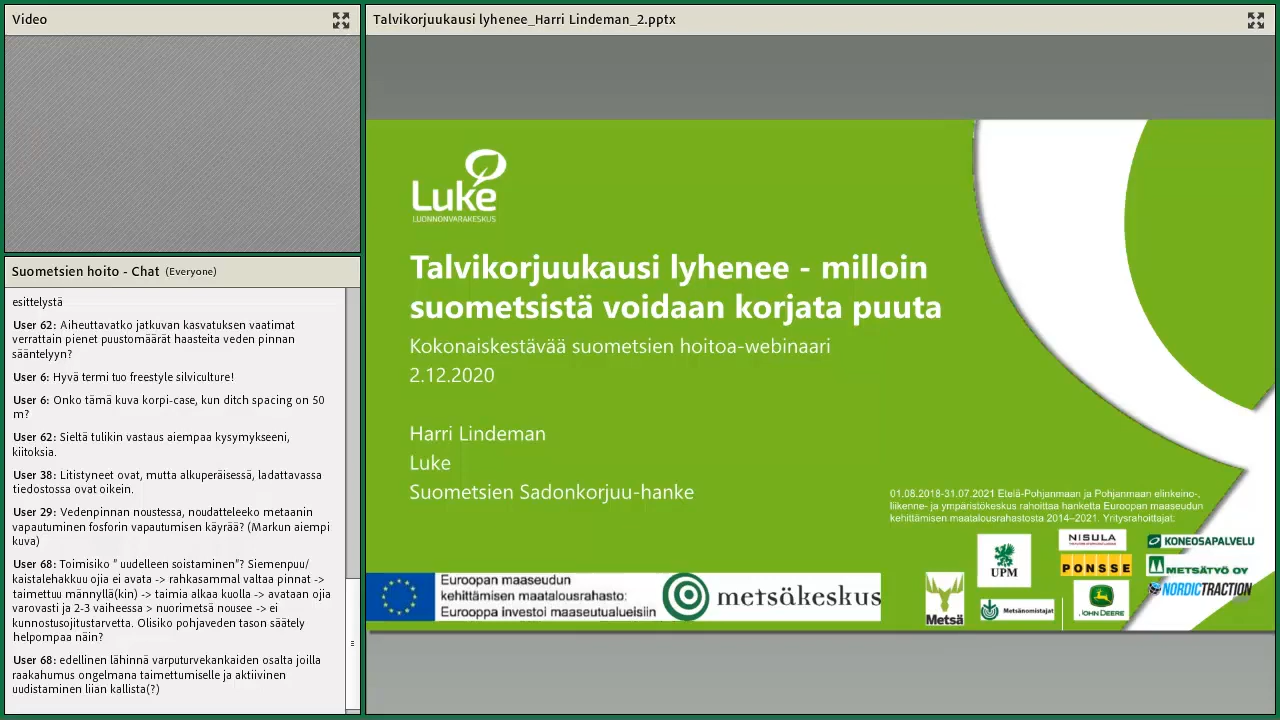 Video
Talvikorjuukausi lyhenee_Harri Lindeman_2.pptx
Suometsien hoito - Chat (Everyone)
esittelystä
User 62: Aiheuttavatko jatkuvan kasvatuksen vaatimat
verrattain pienet puustomäärät haasteita veden pinnan
sääntelyyn?
User 6: Hyvä termi tuo freestyle silviculture!
User 6: Onko tämä kuva korpi-case, kun ditch spacing on 50
m?
User 62: Sieltä tulikin vastaus aiempaa kysymykseeni,
kiitoksia.
User 38: Litistyneet ovat, mutta alkuperäisessä, ladattavassa
tiedostossa ovat oikein.
User 29: Vedenpinnan noustessa, noudatteleeko metaanin
vapautuminen fosforin vapautumisen käyrää? (Markun aiempi
kuva)
User 68: Toimisiko " uudelleen soistaminen"? Siemenpuu/
kaistalehakkuu ojia ei avata -> rahkasammal valtaa pinnat ->
taimettuu männyllä(kin) -> taimia alkaa kuolla -> avataan ojia
varovasti ja 2-3 vaiheessa > nuorimetsä nousee -> ei
kunnostusojitustarvetta. Olisiko pohjaveden tason säätely
helpompaa näin?
User 68: edellinen lähinnä varputurvekankaiden osalta joilla
raakahumus ongelmana taimettumiselle ja aktiivinen
uudistaminen liian kallista(?)
Luke
LUONNONVARAKESKUS
Talvikorjuukausi lyhenee - milloin
suometsistä voidaan korjata puuta
Kokonaiskestävää suometsien hoitoa-webinaari
2.12.2020
Harri Lindeman
Luke
Suometsien Sadonkorjuu-hanke
01.08.2018-31.07.2021 Etelä-Pohjanmaan ja Pohjanmaan elinkeino-,
liikenne- ja ympäristökeskus rahoittaa hanketta Euroopan maaseudun
kehittämisen maatalousrahastosta 2014–2021. Yritysrahoittajat:
Euroopan maaseudun
kehittämisen maatalousrahasto:
Eurooppa investoi maaseutualueisiin
metsäkeskus
Metsä
UPM
Metsänomistajat
NISULA
PONSSE
JOHN DEERE
KONEOSAPALVELU
METSÄTYÖ OY
NORDICTRACTION